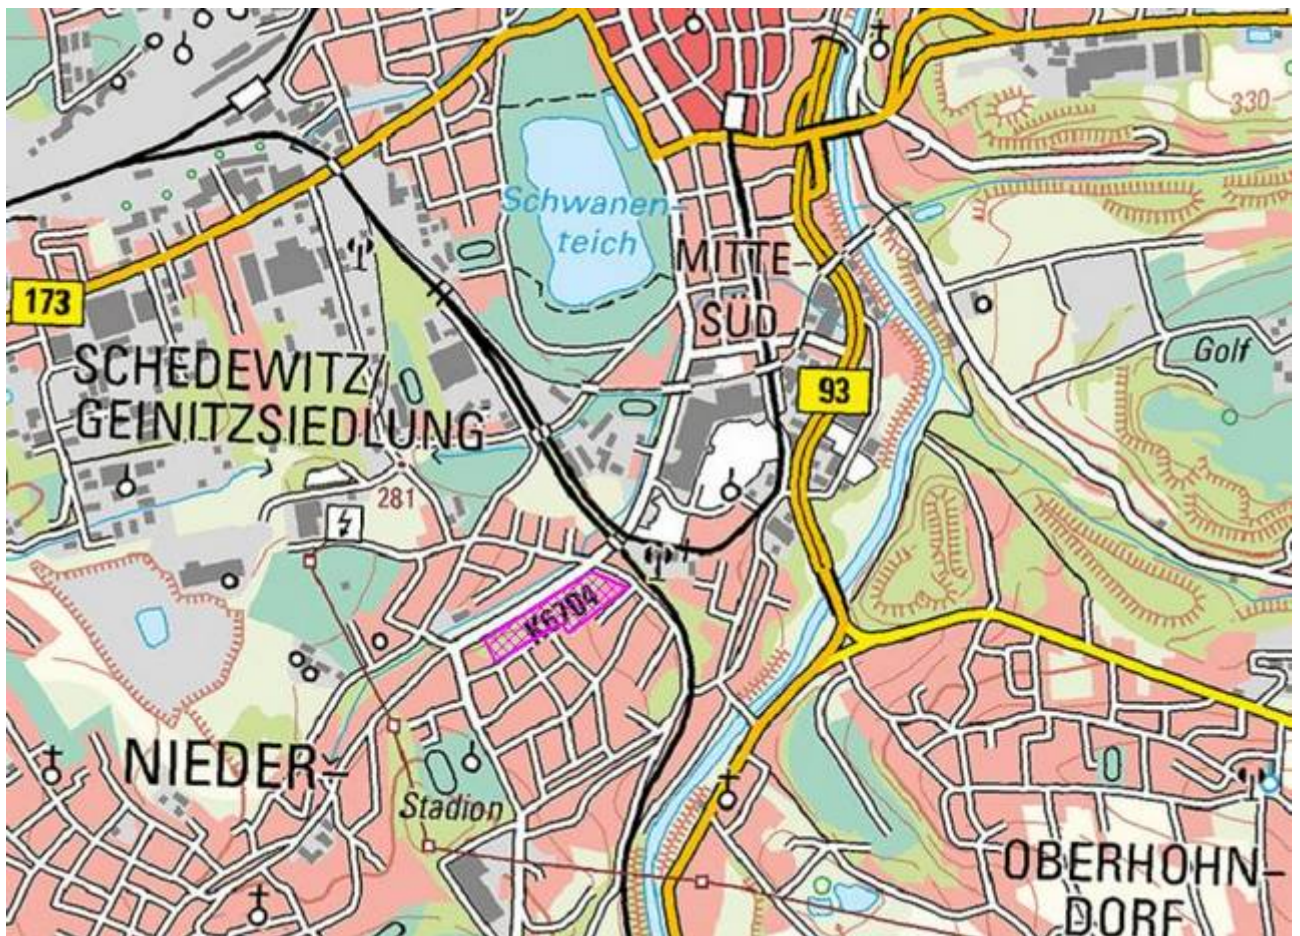 330
Schwanen-
teich
MITTE-
SÜD
173
Golf
SCHEDEWITZ/
GEINITZSIEDLUNG
93
281
K6704
NIEDER-
Stadion
OBERHOHN-
DORF